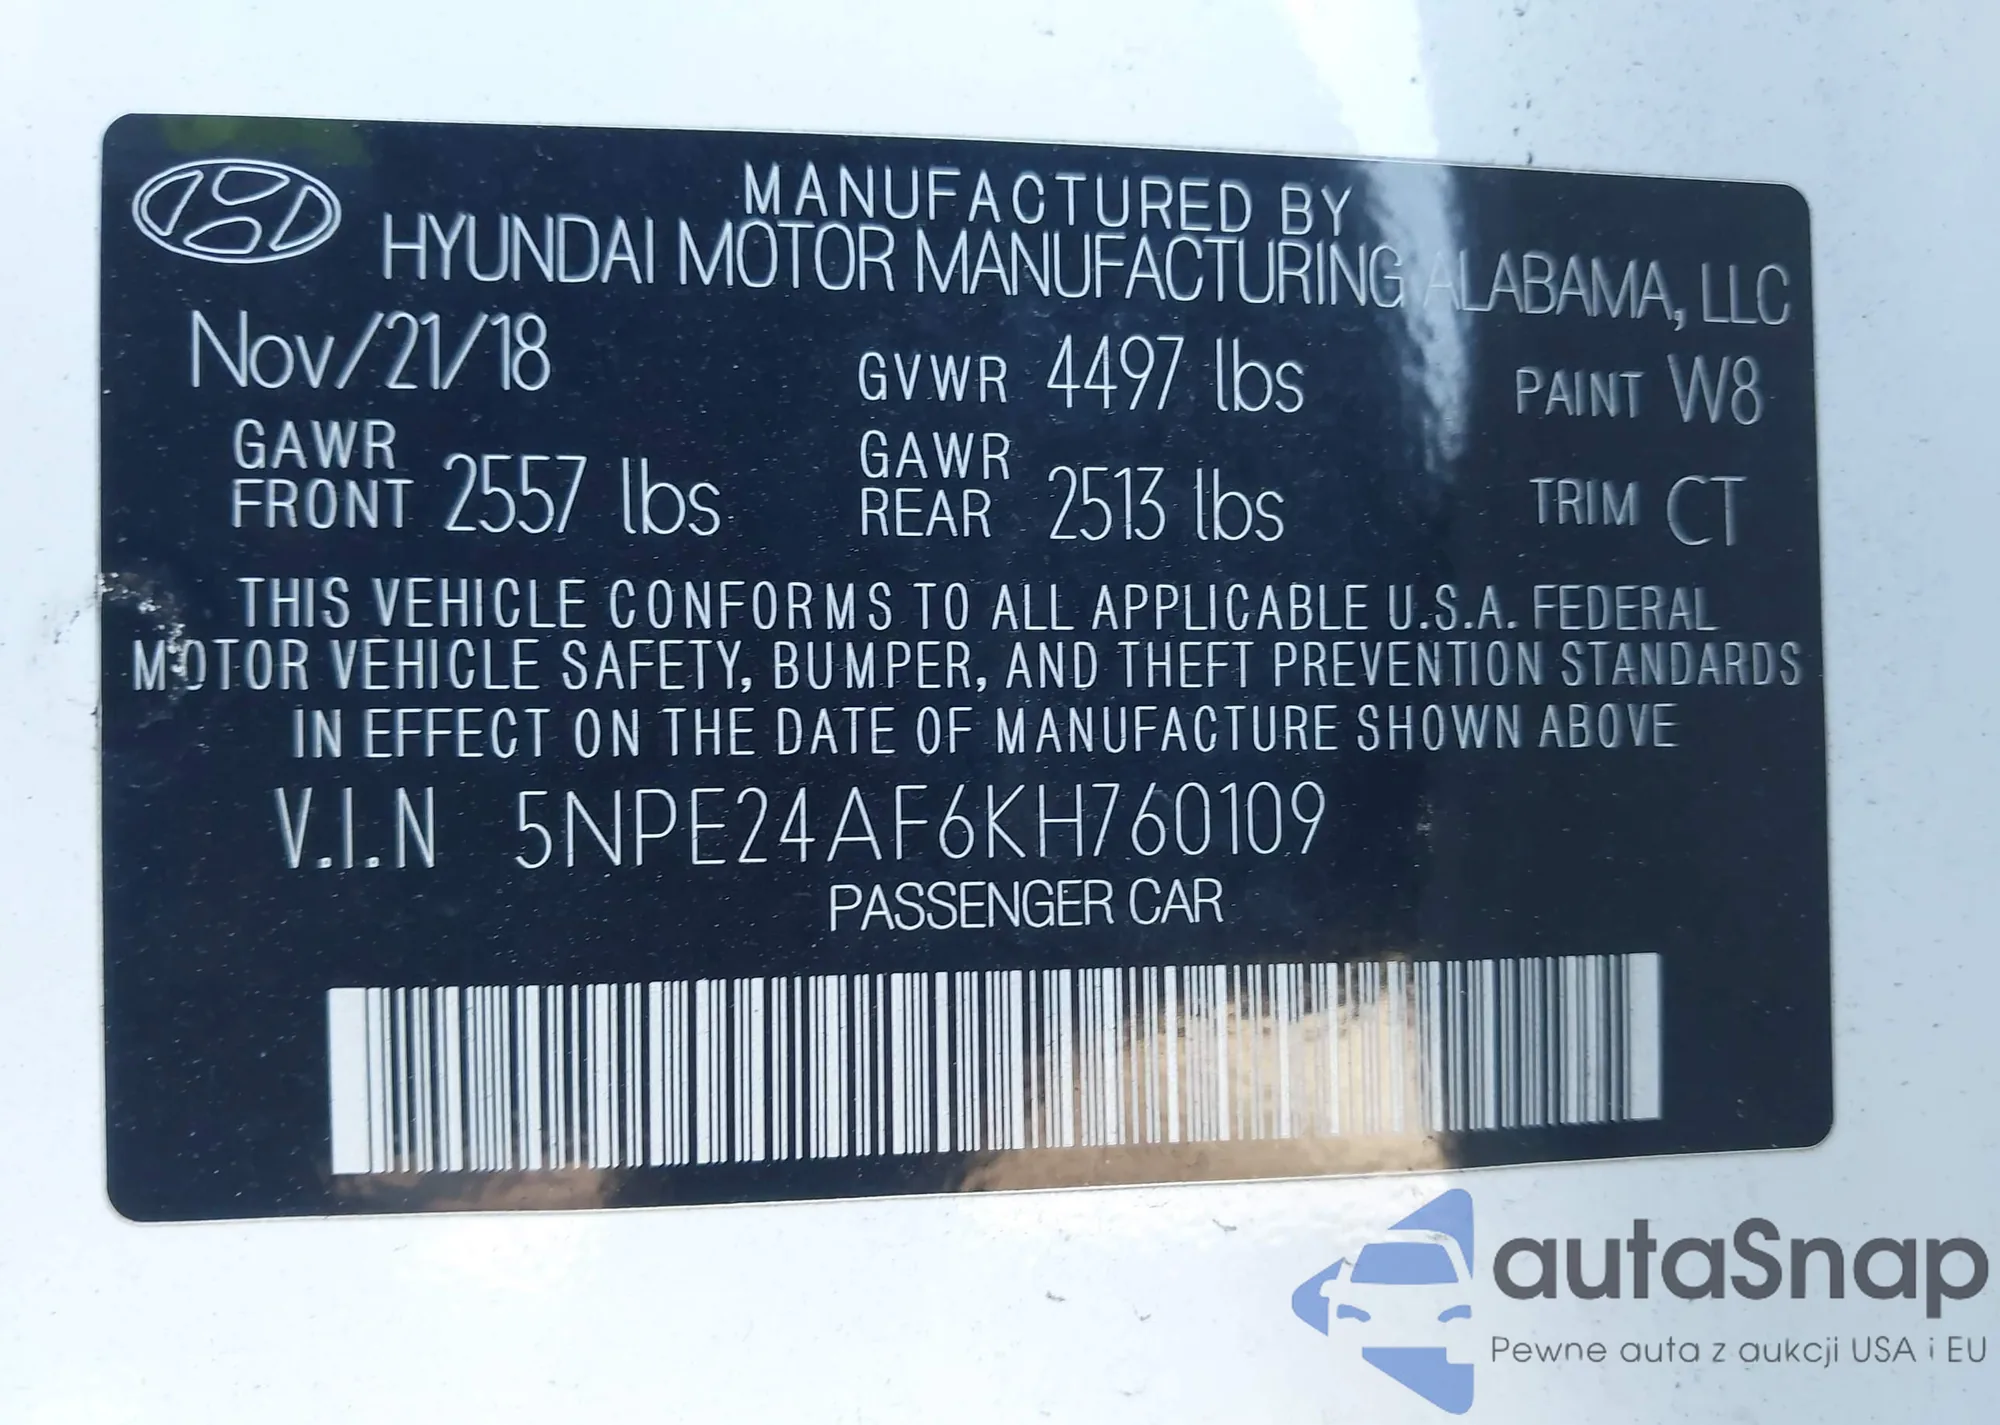 MANUFACTURED BY
HYUNDAI MOTOR MANUFACTURING ALABAMA, LLC
Nov/21/18 GVWR 4497 lbs PAINT W8
GAWR FRONT 2557 lbs GAWR REAR 2513 lbs TRIM CT
THIS VEHICLE CONFORMS TO ALL APPLICABLE U.S.A. FEDERAL
MOTOR VEHICLE SAFETY, BUMPER, AND THEFT PREVENTION STANDARDS
IN EFFECT ON THE DATE OF MANUFACTURE SHOWN ABOVE
V.I.N 5NPE24AF6KH760109
PASSENGER CAR
autaSnap
Pewne auta z aukcji USA i EU